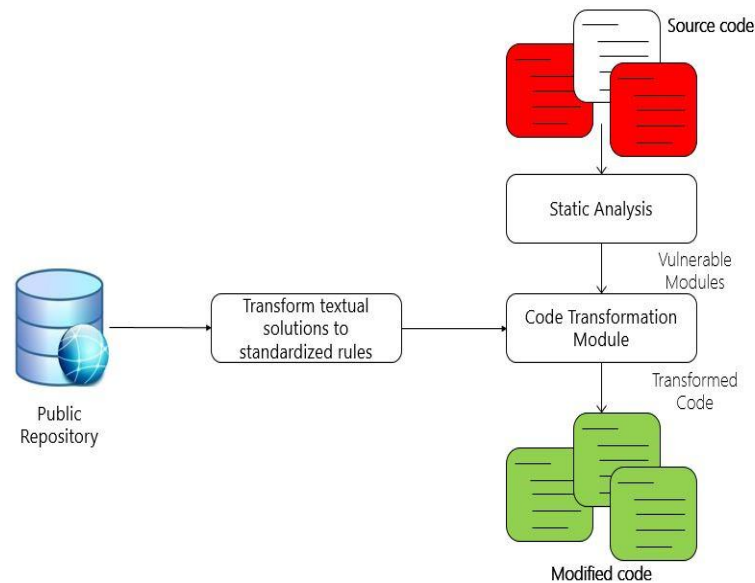 Source code
Static Analysis
Vulnerable
Modules
Transform textual
solutions to
standardized rules
Code Transformation
Module
Public
Repository
Transformed
Code
Modified code